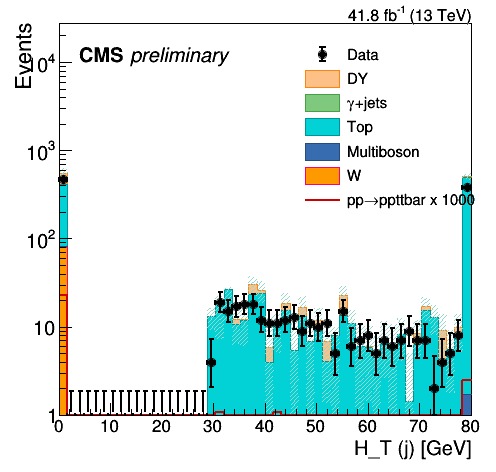 41.8 fb⁻¹ (13 TeV)
Events
CMS preliminary
Data
DY
γ+jets
Top
Multiboson
W
pp→ppttbar x 1000
10⁴
10³
10²
10
1
0 10 20 30 40 50 60 70 80
H_T (j) [GeV]